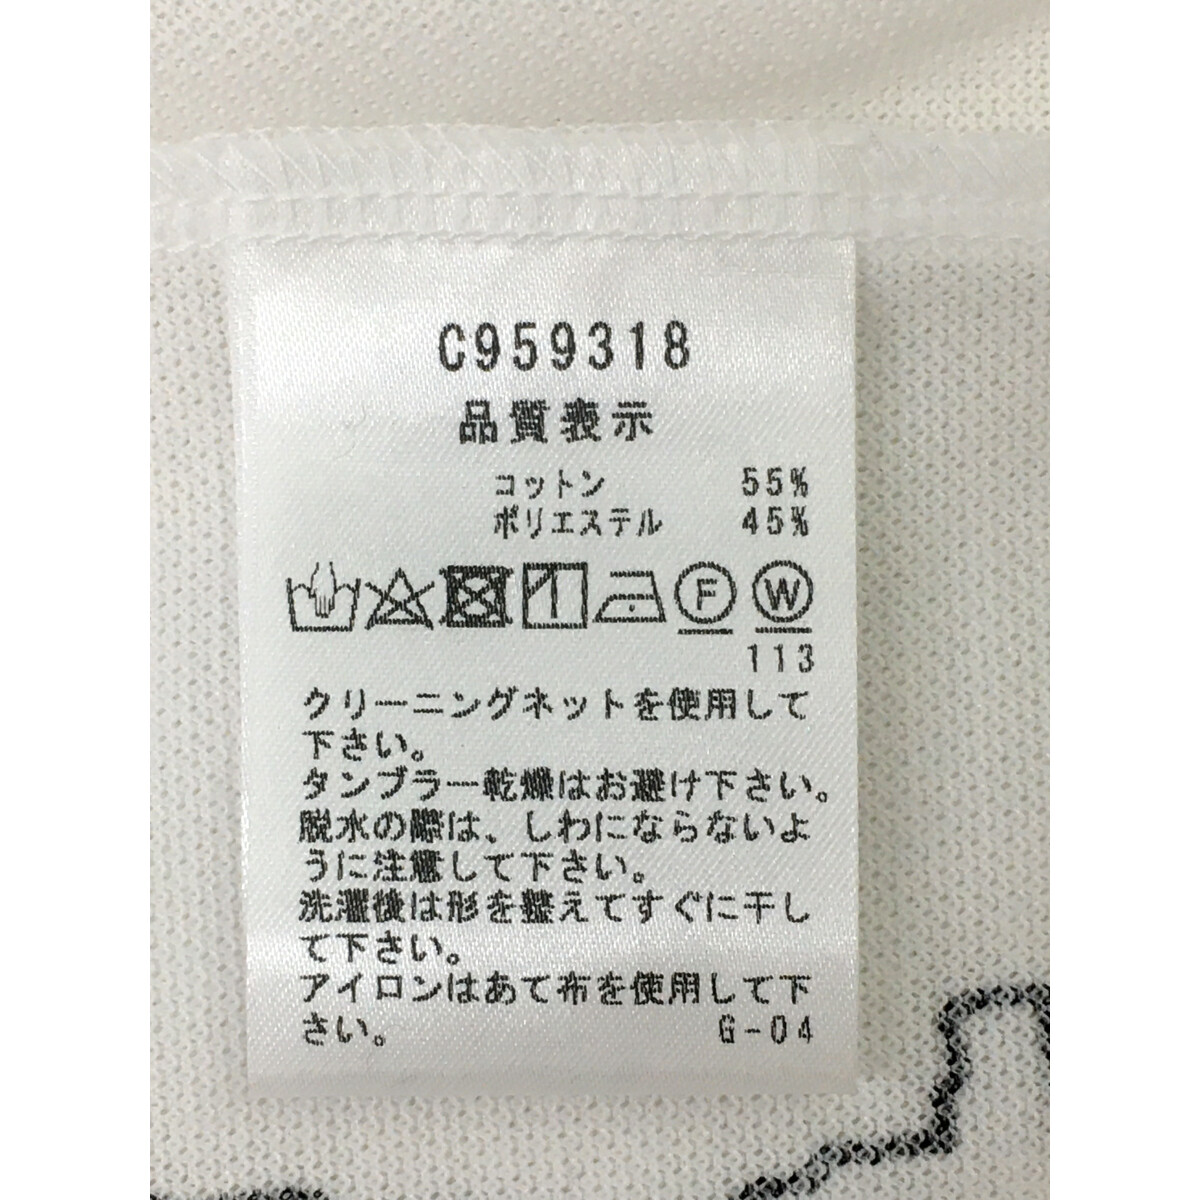 C959318
品質表示
コットン 55%
ポリエステル 45%
F W
113
クリーニングネットを使用して
下さい。
タンブラー乾燥はお避け下さい。
脱水の際は、しわにならないよ
うに注意して下さい。
洗濯後は形を整えてすぐに干し
て下さい。
アイロンはあて布を使用して下
さい。 G-04